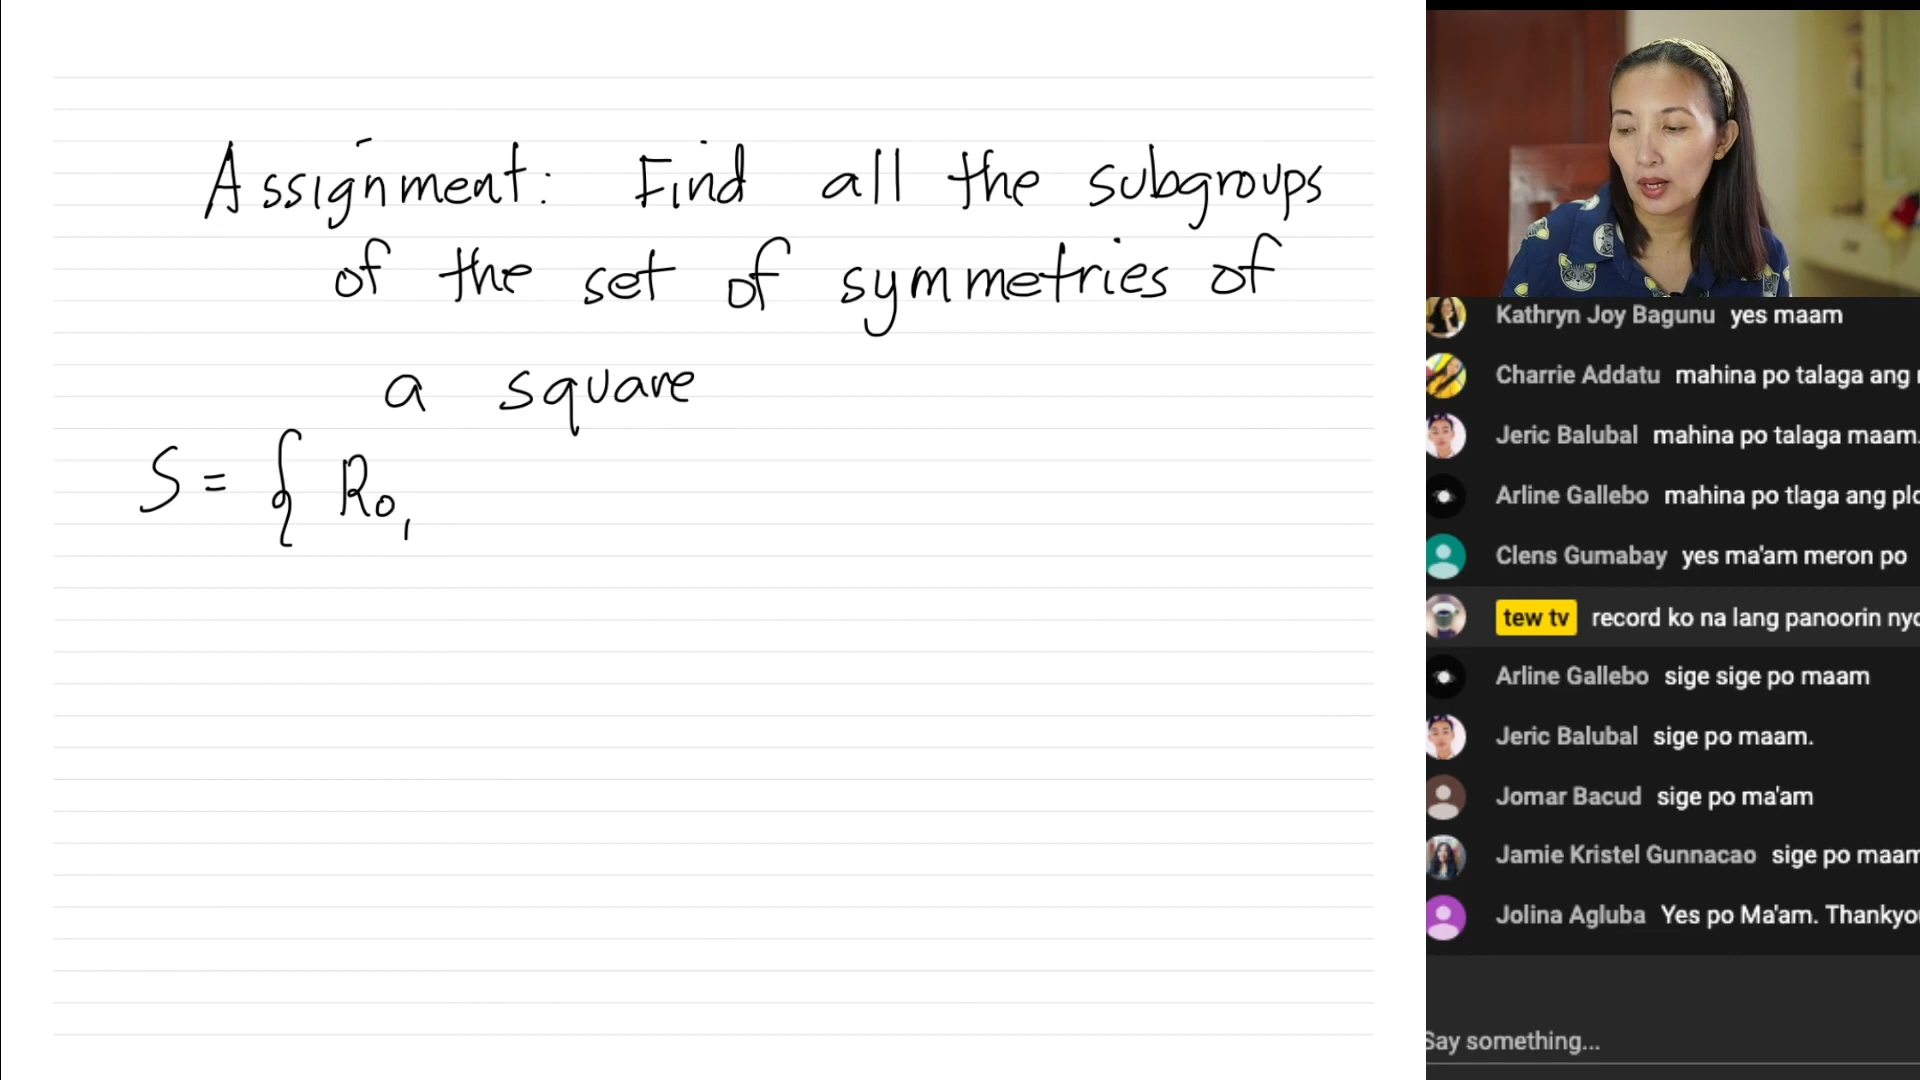 Assignment: Find all the subgroups
of the set of symmetries of
a square
S = { R0,
Kathryn Joy Bagunu yes maam
Charrie Addatu mahina po talaga ang
Jeric Balubal mahina po talaga maam.
Arline Gallebo mahina po tlaga ang
Clens Gumabay yes ma'am meron po
tew tv record ko na lang panoorin
Arline Gallebo sige sige po maam
Jeric Balubal sige po maam.
Jomar Bacud sige po ma'am
Jamie Kristel Gunnacao sige po maam
Jolina Agluba Yes po Ma'am.
Say something...